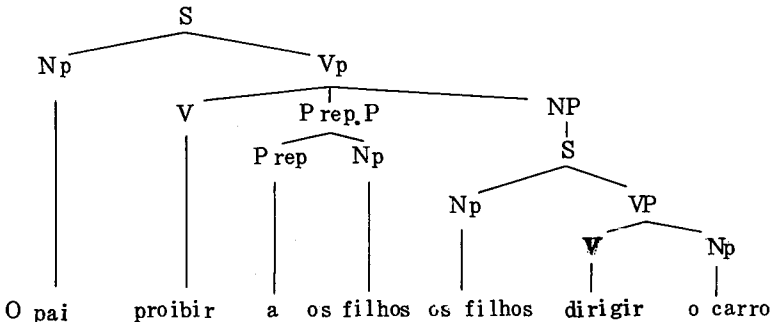 S
Np Vp
V Prep.P NP
Prep Np S
Np VP
V Np
O pai proibir a os filhos os filhos dirigir o carro